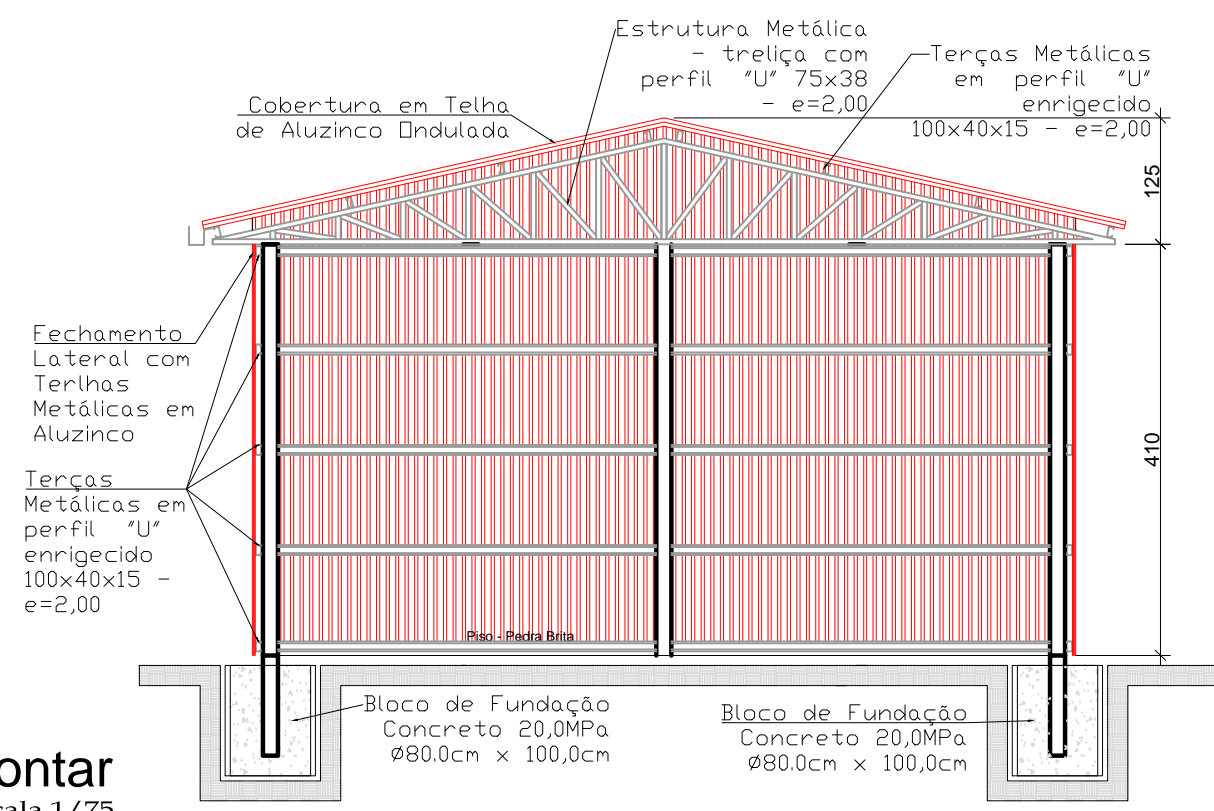 Estrutura Metálica
- treliça com
perfil "U" 75x38
- e=2,00
Terças Metálicas
em perfil "U"
enrigecido
100x40x15 - e=2,00
Cobertura em Telha
de Aluzinco Ondulada
125
410
Fechamento
Lateral com
Terlhas
Metálicas em
Aluzinco
Terças
Metálicas em
perfil "U"
enrigecido
100x40x15 -
e=2,00
Piso - Pedra Brita
Bloco de Fundação
Concreto 20,0MPa
Ø80.0cm x 100,0cm
Bloco de Fundação
Concreto 20,0MPa
Ø80.0cm x 100,0cm
ontar
cala 1/75